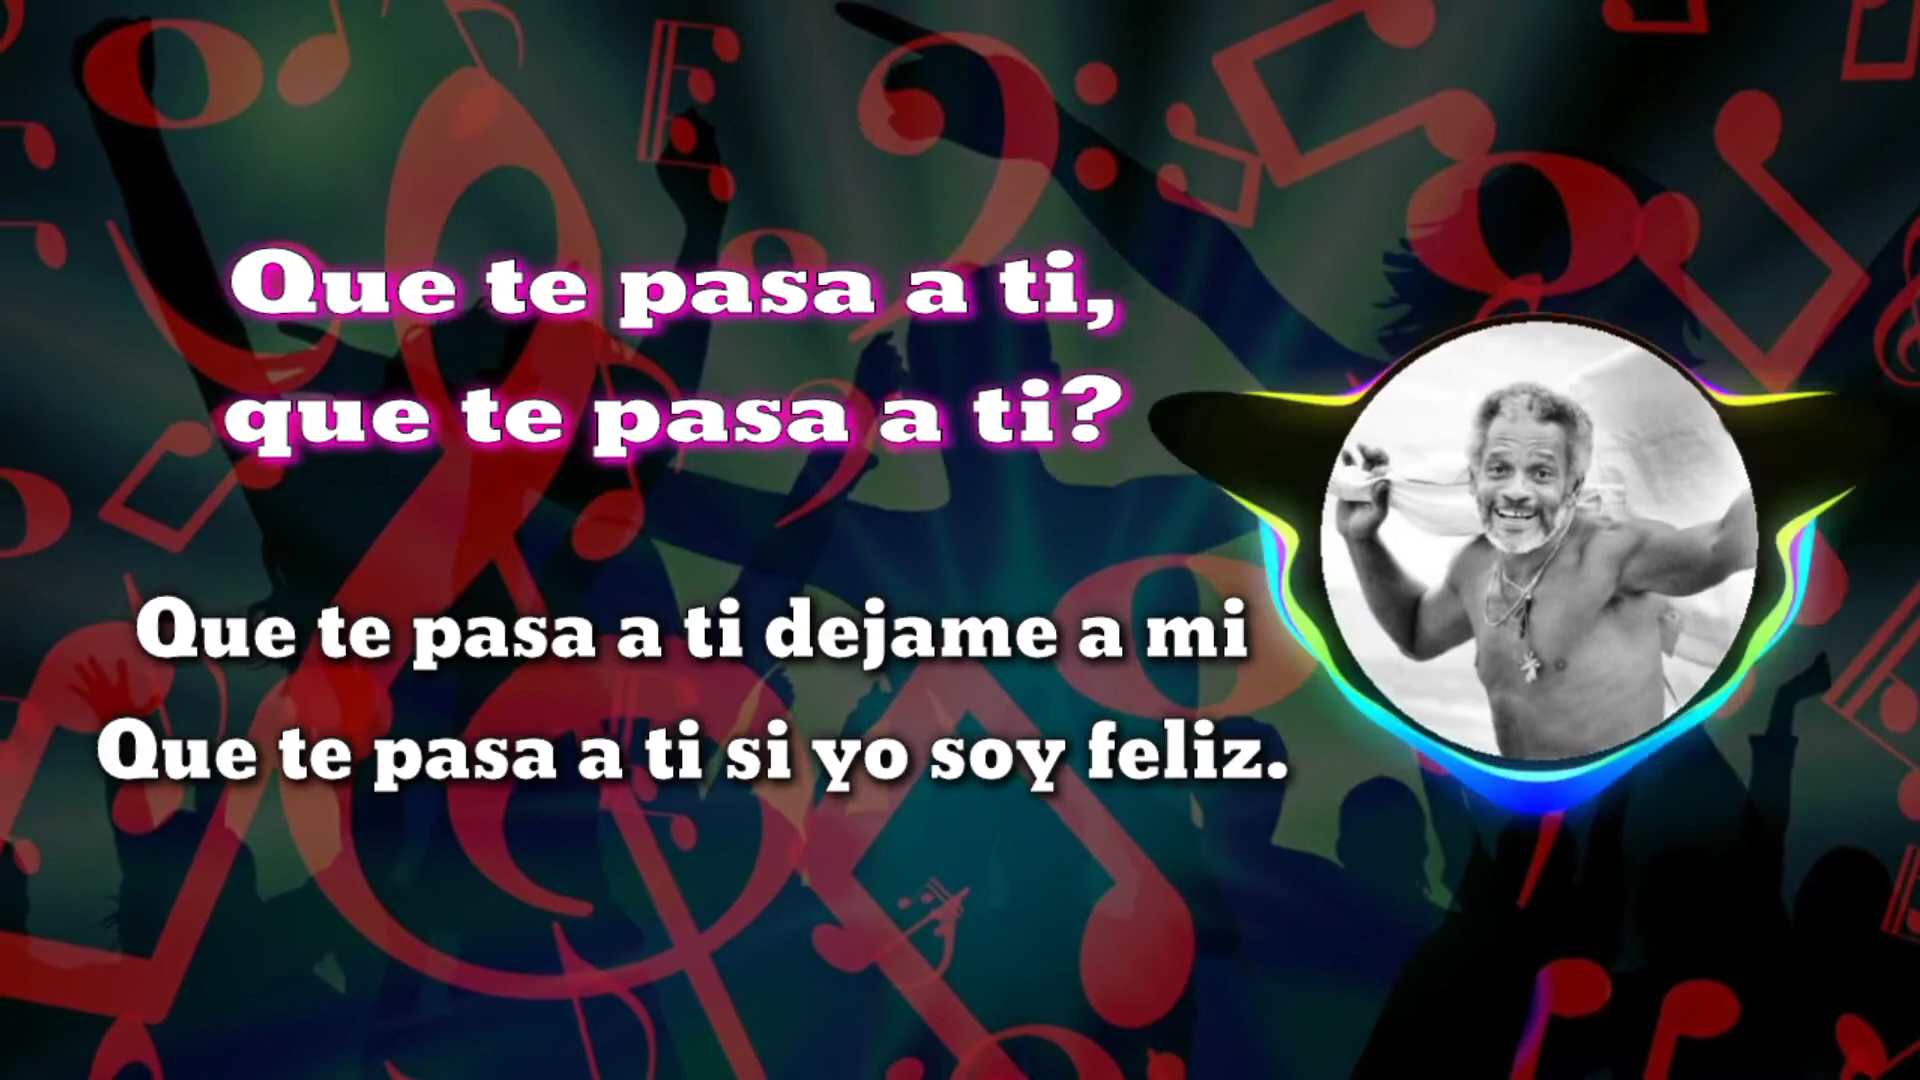 Que te pasa a ti,
que te pasa a ti?
Que te pasa a ti dejame a mi
Que te pasa a ti si yo soy feliz.